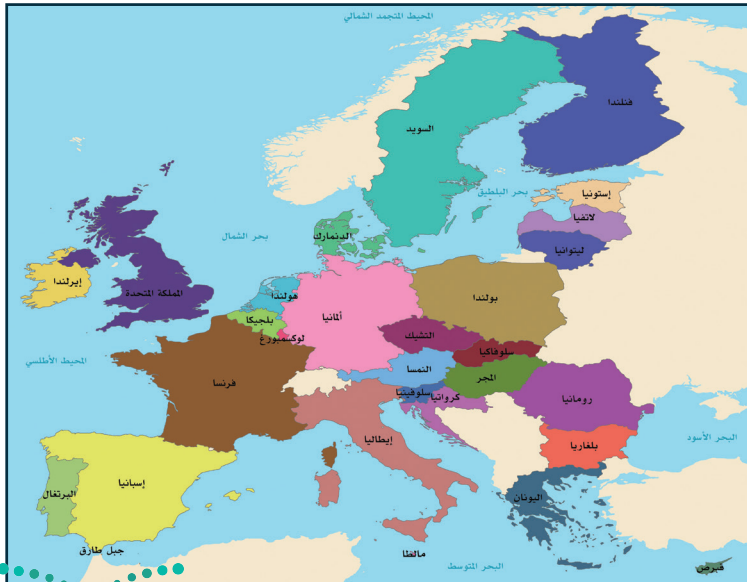 المحيط المتجمد الشمالي
فنلندا
السويد
بحر البلطيق
إستونيا
لاتفيا
ليتوانيا
بحر الشمال
الدنمارك
إيرلندا
المملكة المتحدة
هولندا
بلجيكا
لوكسمبورغ
ألمانيا
بولندا
التشيك
سلوفاكيا
المحيط الأطلسي
فرنسا
النمسا
المجر
سلوفينيا
كرواتيا
رومانيا
البحر الأسود
بلغاريا
إيطاليا
إسبانيا
البرتغال
اليونان
جبل طارق
مالطا
البحر المتوسط
قبرص